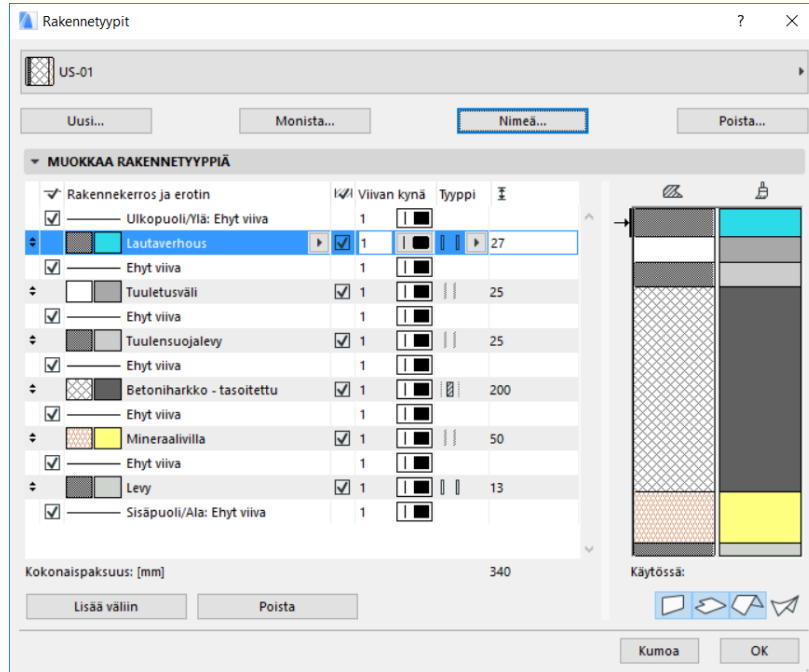 Rakennetyypit ? ×
US-01
Uusi... Monista... Nimeä... Poista...
MUOKKAA RAKENNETYYPPIÄ
Rakennekerros ja erotin Viivan kynä Tyyppi
Ulkopuoli/Ylä: Ehyt viiva 1
Lautaverhous 1 27
Ehyt viiva 1
Tuuletusväli 1 25
Ehyt viiva 1
Tuulensuojalevy 1 25
Ehyt viiva 1
Betoniharkko - tasoitettu 1 200
Ehyt viiva 1
Mineraalivilla 1 50
Ehyt viiva 1
Levy 1 13
Sisäpuoli/Ala: Ehyt viiva 1
Kokonaispaksuus: [mm] 340 Käytössä:
Lisää väliin Poista
Kumoa OK